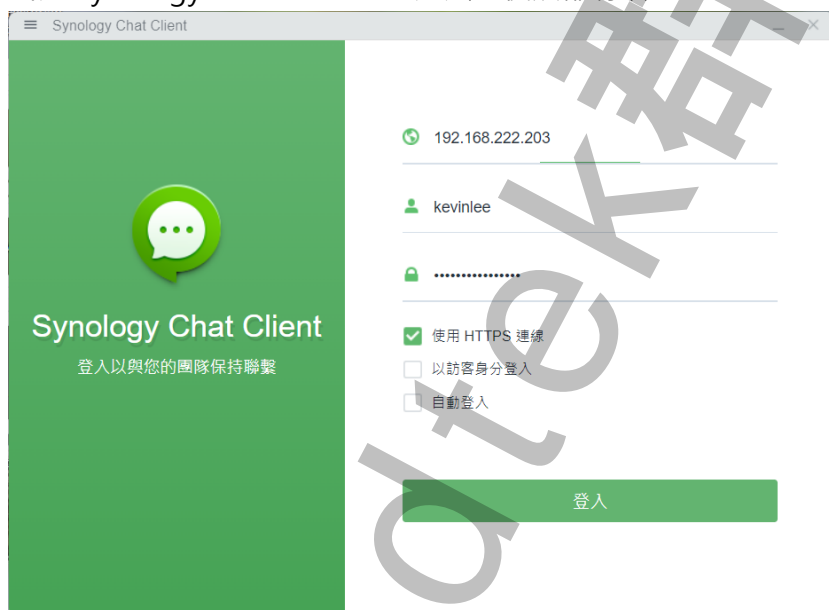 Synology Chat Client
192.168.222.203
kevinlee
••••••••••••••••
Synology Chat Client
登入以與您的團隊保持聯繫
使用 HTTPS 連線
以訪客身分登入
自動登入
登入
dtek